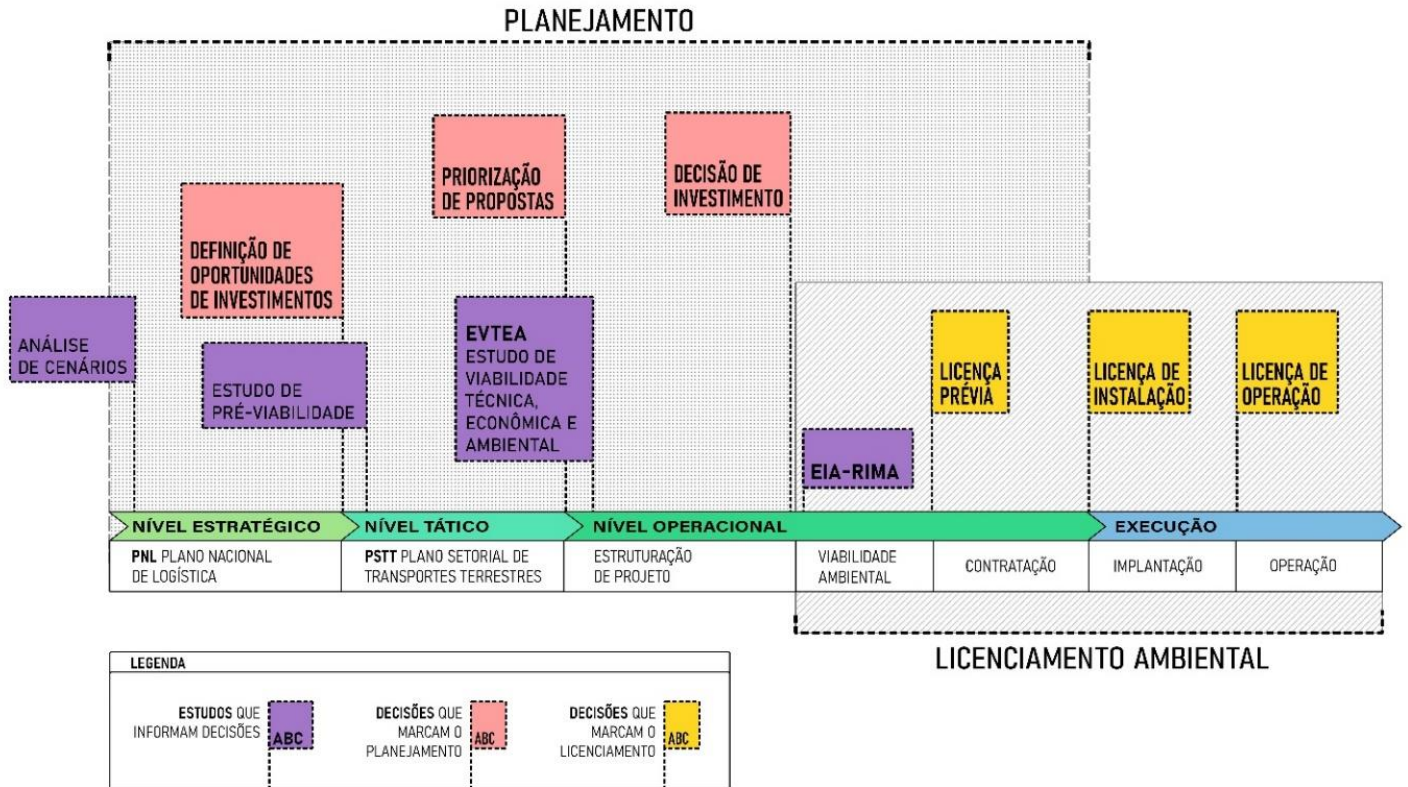 PLANEJAMENTO
ANÁLISE
DE CENÁRIOS
DEFINIÇÃO DE
OPORTUNIDADES
DE INVESTIMENTOS
ESTUDO DE
PRÉ-VIABILIDADE
PRIORIZAÇÃO
DE PROPOSTAS
EVTEA
ESTUDO DE
VIABILIDADE
TÉCNICA,
ECONÔMICA E
AMBIENTAL
DECISÃO DE
INVESTIMENTO
EIA-RIMA
LICENÇA
PRÉVIA
LICENÇA DE
INSTALAÇÃO
LICENÇA DE
OPERAÇÃO
NÍVEL ESTRATÉGICO
NÍVEL TÁTICO
NÍVEL OPERACIONAL
EXECUÇÃO
PNL PLANO NACIONAL
DE LOGÍSTICA
PSTT PLANO SETORIAL DE
TRANSPORTES TERRESTRES
ESTRUTURAÇÃO
DE PROJETO
VIABILIDADE
AMBIENTAL
CONTRATAÇÃO
IMPLANTAÇÃO
OPERAÇÃO
LICENCIAMENTO AMBIENTAL
LEGENDA
ESTUDOS QUE
INFORMAM DECISÕES
ABC
DECISÕES QUE
MARCAM O
PLANEJAMENTO
ABC
DECISÕES QUE
MARCAM O
LICENCIAMENTO
ABC